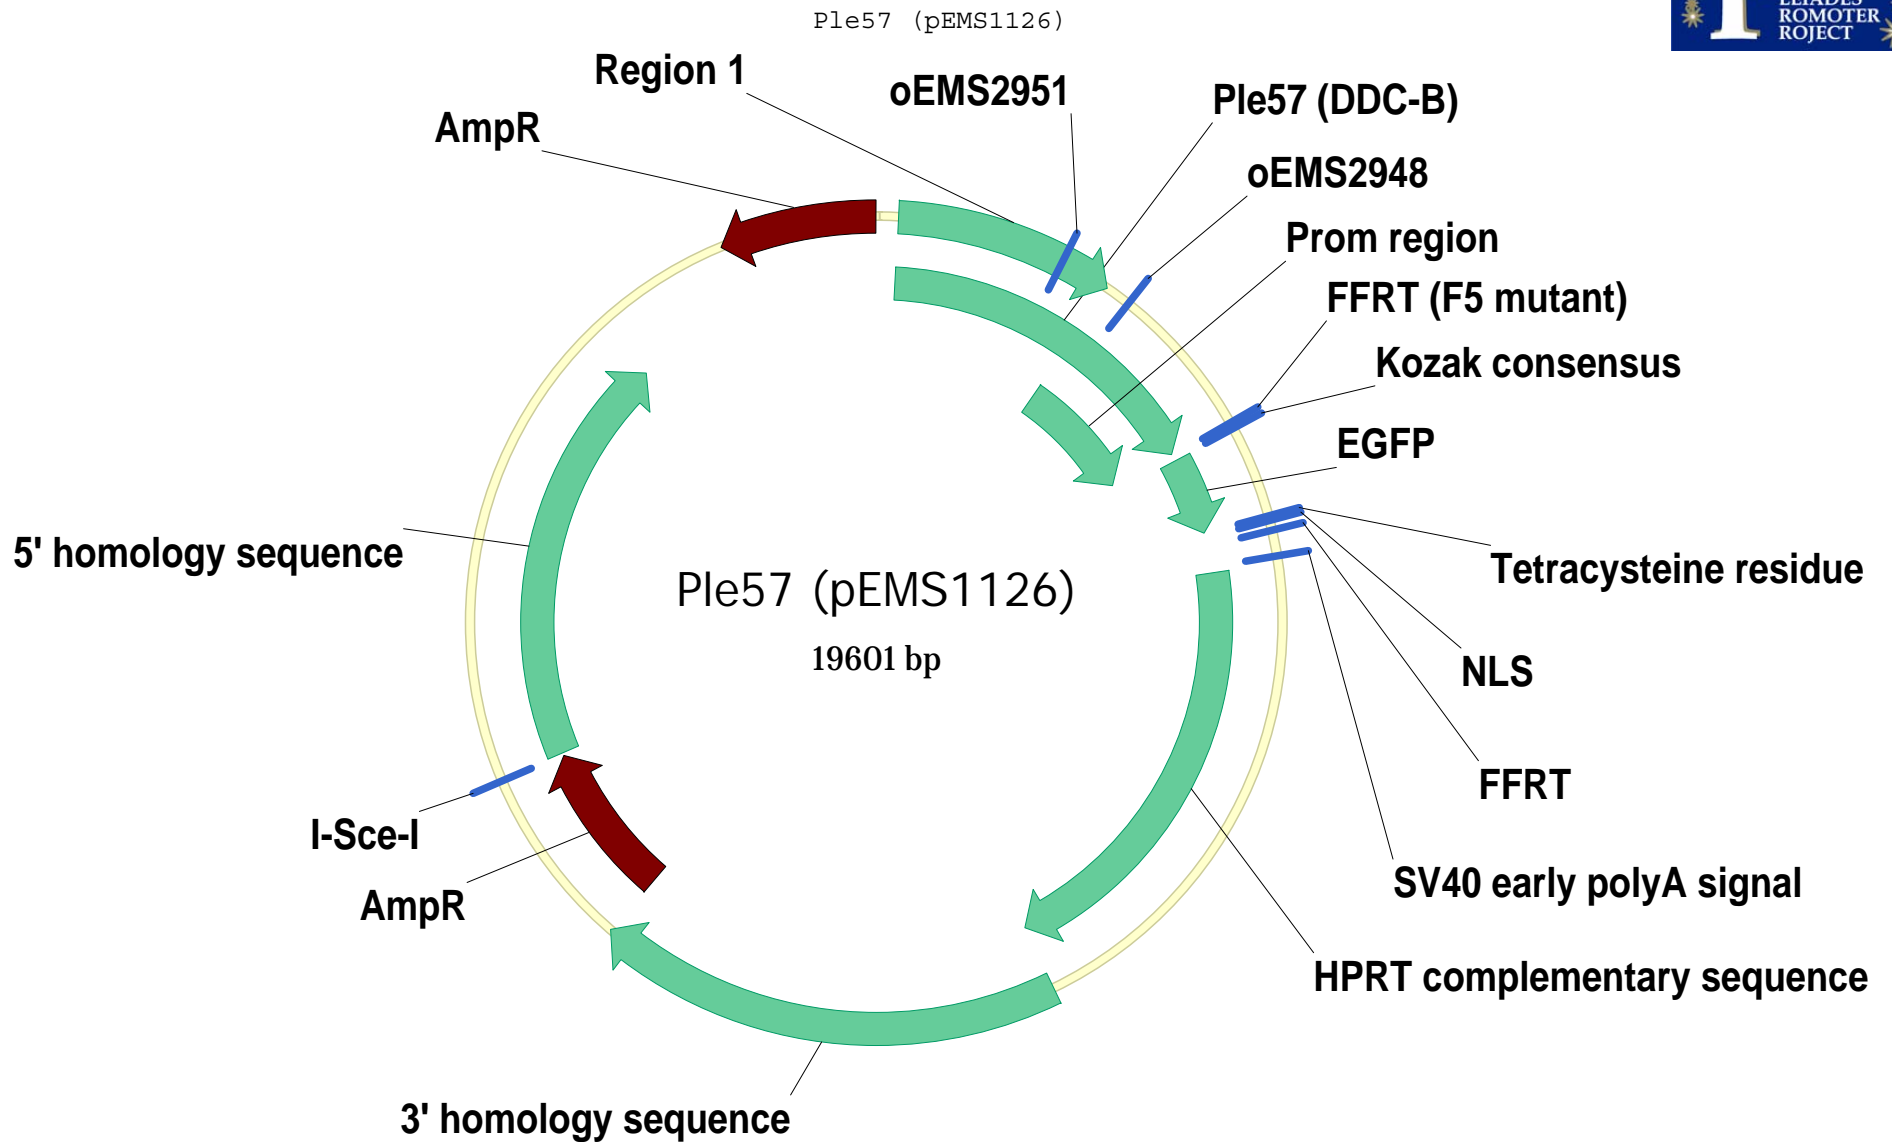 Ple57 (pEMS1126)
ROMOTER
ROJECT
Region 1
oEMS2951
Ple57 (DDC-B)
AmpR
oEMS2948
Prom region
FFRT (F5 mutant)
Kozak consensus
EGFP
5' homology sequence
Tetracysteine residue
Ple57 (pEMS1126)
19601 bp
NLS
FFRT
I-Sce-I
SV40 early polyA signal
AmpR
HPRT complementary sequence
3' homology sequence